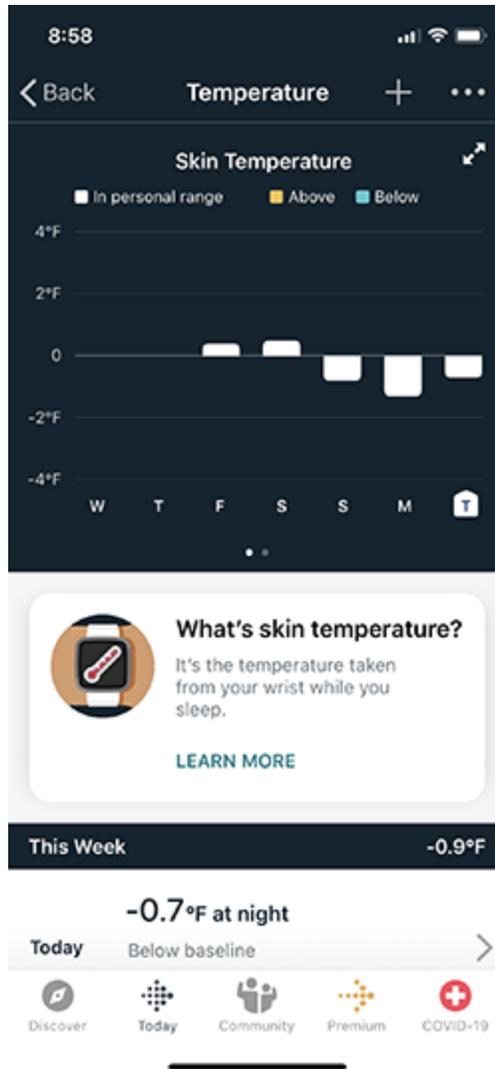 8:58
Back Temperature
Skin Temperature
In personal range Above Below
4°F
2°F
0
-2°F
-4°F
W T F S S M T
What's skin temperature?
It's the temperature taken
from your wrist while you
sleep.
LEARN MORE
This Week -0.9°F
-0.7°F at night
Today Below baseline
Discover Today Community Premium COVID-19